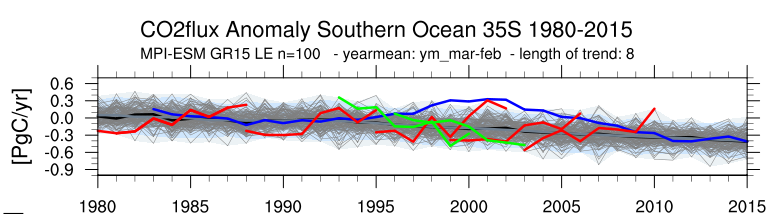 CO2flux Anomaly Southern Ocean 35S 1980-2015
MPI-ESM GR15 LE n=100 - yearmean: ym_mar-feb - length of trend: 8
[PgC/yr]
0.6
0.3
-0.0
-0.3
-0.6
-0.9
1980 1985 1990 1995 2000 2005 2010 2015